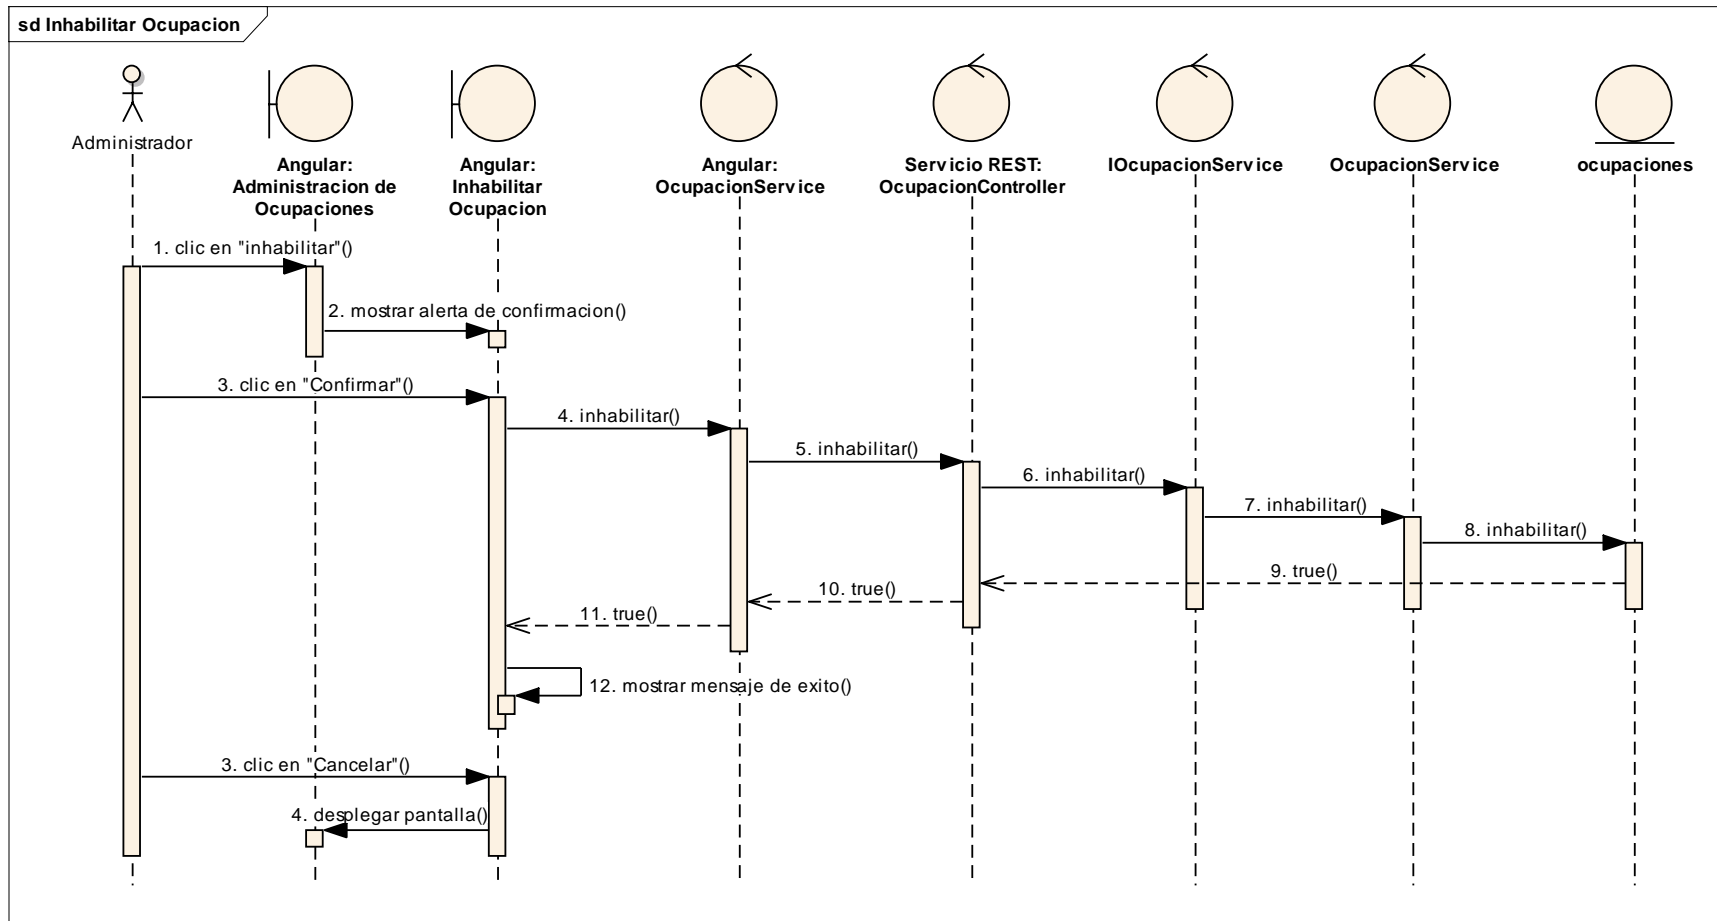 sd Inhabilitar Ocupacion
Administrador
Angular:
Administracion de
Ocupaciones
Angular:
Inhabilitar
Ocupacion
Angular:
OcupacionService
Servicio REST:
OcupacionController
IOcupacionService
OcupacionService
ocupaciones
1. clic en "inhabilitar"()
2. mostrar alerta de confirmacion()
3. clic en "Confirmar"()
4. inhabilitar()
5. inhabilitar()
6. inhabilitar()
7. inhabilitar()
8. inhabilitar()
9. true()
10. true()
11. true()
12. mostrar mensaje de exito()
3. clic en "Cancelar"()
4. desplegar pantalla()